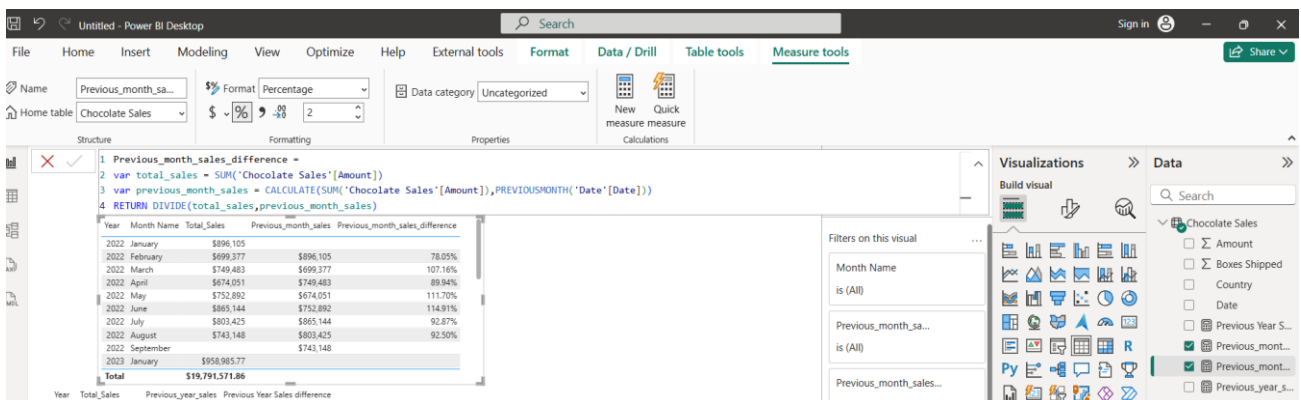 Untitled - Power BI Desktop
Search
Sign in
File Home Insert Modeling View Optimize Help External tools Format Data / Drill Table tools Measure tools
Share
Name Previous_month_sa...
Home table Chocolate Sales
Structure
$% Format Percentage
$ % 2
Formatting
Data category Uncategorized
Properties
New measure
Quick measure
Calculations
1 Previous_month_sales_difference =
2 var total_sales = SUM('Chocolate Sales'[Amount])
3 var previous_month_sales = CALCULATE(SUM('Chocolate Sales'[Amount]),PREVIOUSMONTH('Date'[Date]))
4 RETURN DIVIDE(total_sales,previous_month_sales)
Year Month Name Total_Sales Previous_month_sales Previous_month_sales_difference
2022 January $896,105
2022 February $699,377 $896,105 78.05%
2022 March $749,483 $699,377 107.16%
2022 April $674,051 $749,483 89.94%
2022 May $752,892 $674,051 111.70%
2022 June $865,144 $752,892 114.91%
2022 July $803,425 $865,144 92.87%
2022 August $743,148 $803,425 92.50%
2022 September $743,148
2023 January $958,985.77
Total $19,791,571.86
Year Total_Sales Previous_year_sales Previous Year Sales difference
Filters on this visual ...
Month Name
is (All)
Previous_month_sa...
is (All)
Previous_month_sales...
Visualizations
Build visual
123
R
Py
Data
Search
Chocolate Sales
Σ Amount
Σ Boxes Shipped
Country
Date
Previous Year S...
Previous_mont...
Previous_mont...
Previous_year_s...